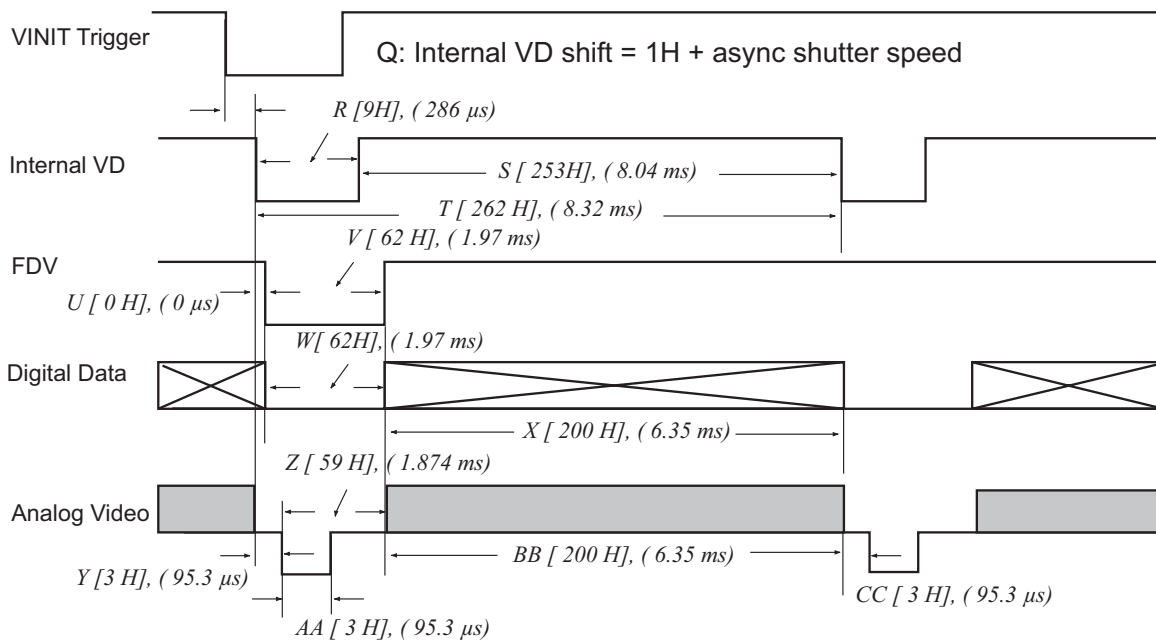 VINIT Trigger
Q: Internal VD shift = 1H + async shutter speed
R [9H], ( 286 µs)
Internal VD
S [ 253H], ( 8.04 ms)
T [ 262 H], ( 8.32 ms)
V [ 62 H], ( 1.97 ms)
FDV
U [ 0 H], ( 0 µs)
W[ 62H], ( 1.97 ms)
Digital Data
X [ 200 H], ( 6.35 ms)
Z [ 59 H], ( 1.874 ms)
Analog Video
BB [ 200 H], ( 6.35 ms)
Y [3 H], ( 95.3 µs)
CC [ 3 H], ( 95.3 µs)
AA [ 3 H], ( 95.3 µs)